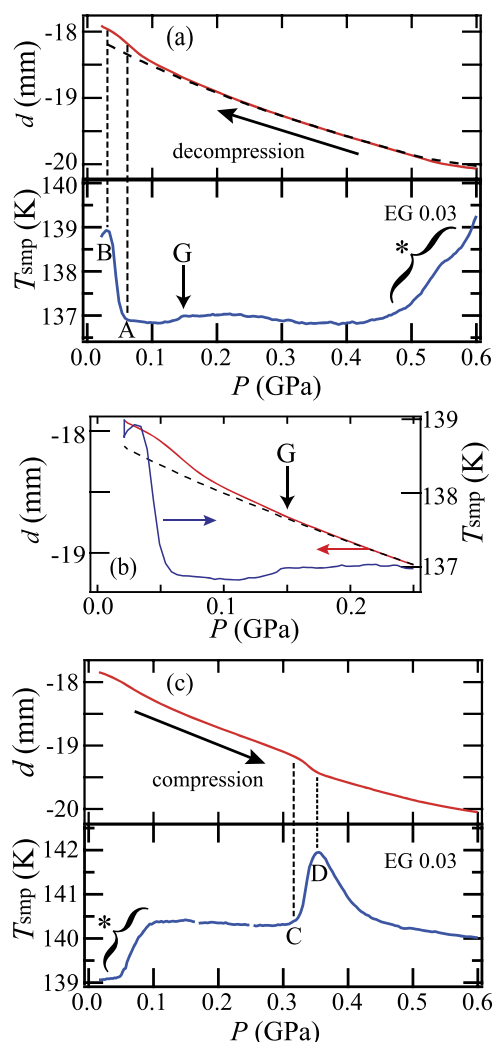 (a)
d (mm)
-18
-19
-20
decompression
Tsmp (K)
140
139
138
137
EG 0.03
*
B
A
G
0.0 0.1 0.2 0.3 0.4 0.5 0.6
P (GPa)
d (mm)
-18
-19
G
139
138
137
Tsmp (K)
(b)
0.0 0.1 0.2
P (GPa)
(c)
d (mm)
-18
-19
-20
compression
Tsmp (K)
142
141
140
139
EG 0.03
*
D
C
0.0 0.1 0.2 0.3 0.4 0.5 0.6
P (GPa)